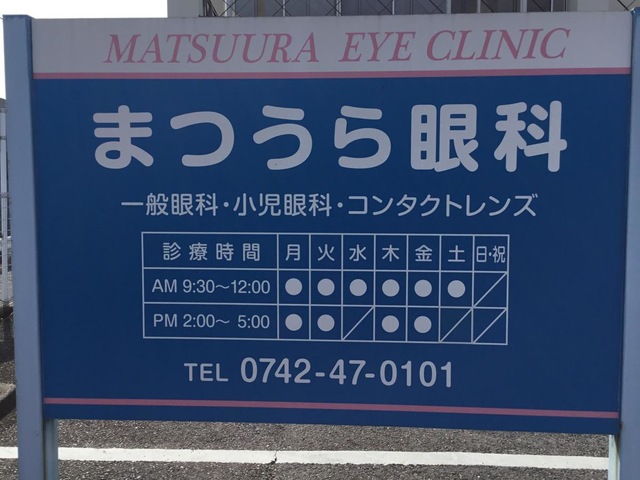 MATSUURA EYE CLINIC
まつうら眼科
一般眼科・小児眼科・コンタクトレンズ
診療時間 月 火 水 木 金 土 日・祝
AM 9:30～12:00 ● ● ● ● ● ● ／
PM 2:00～ 5:00 ● ● ／ ● ● ／ ／
TEL 0742-47-0101